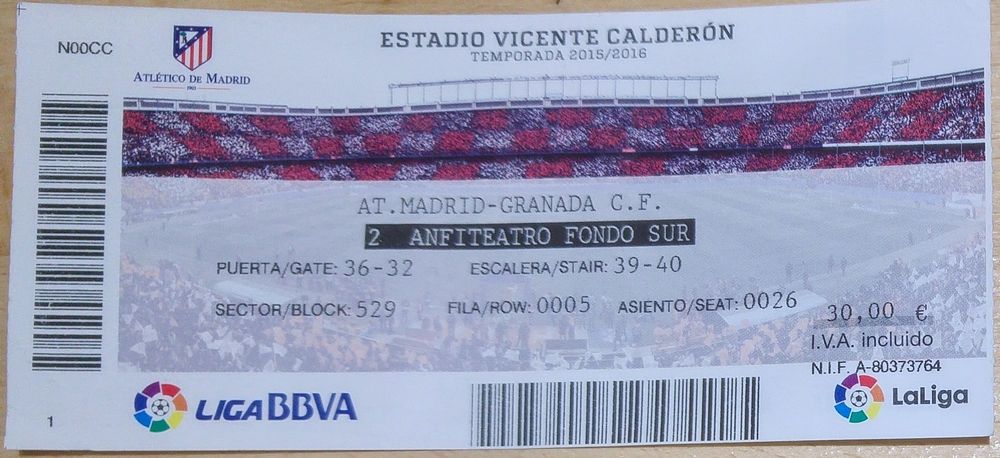 N00CC
ATLÉTICO DE MADRID
1903
ESTADIO VICENTE CALDERÓN
TEMPORADA 2015/2016
AT.MADRID-GRANADA C.F.
2 ANFITEATRO FONDO SUR
PUERTA/GATE: 36-32 ESCALERA/STAIR: 39-40
SECTOR/BLOCK: 529 FILA/ROW: 0005 ASIENTO/SEAT: 0026
30,00 €
I.V.A. incluido
N.I.F. A-80373764
1
LIGA BBVA
LaLiga